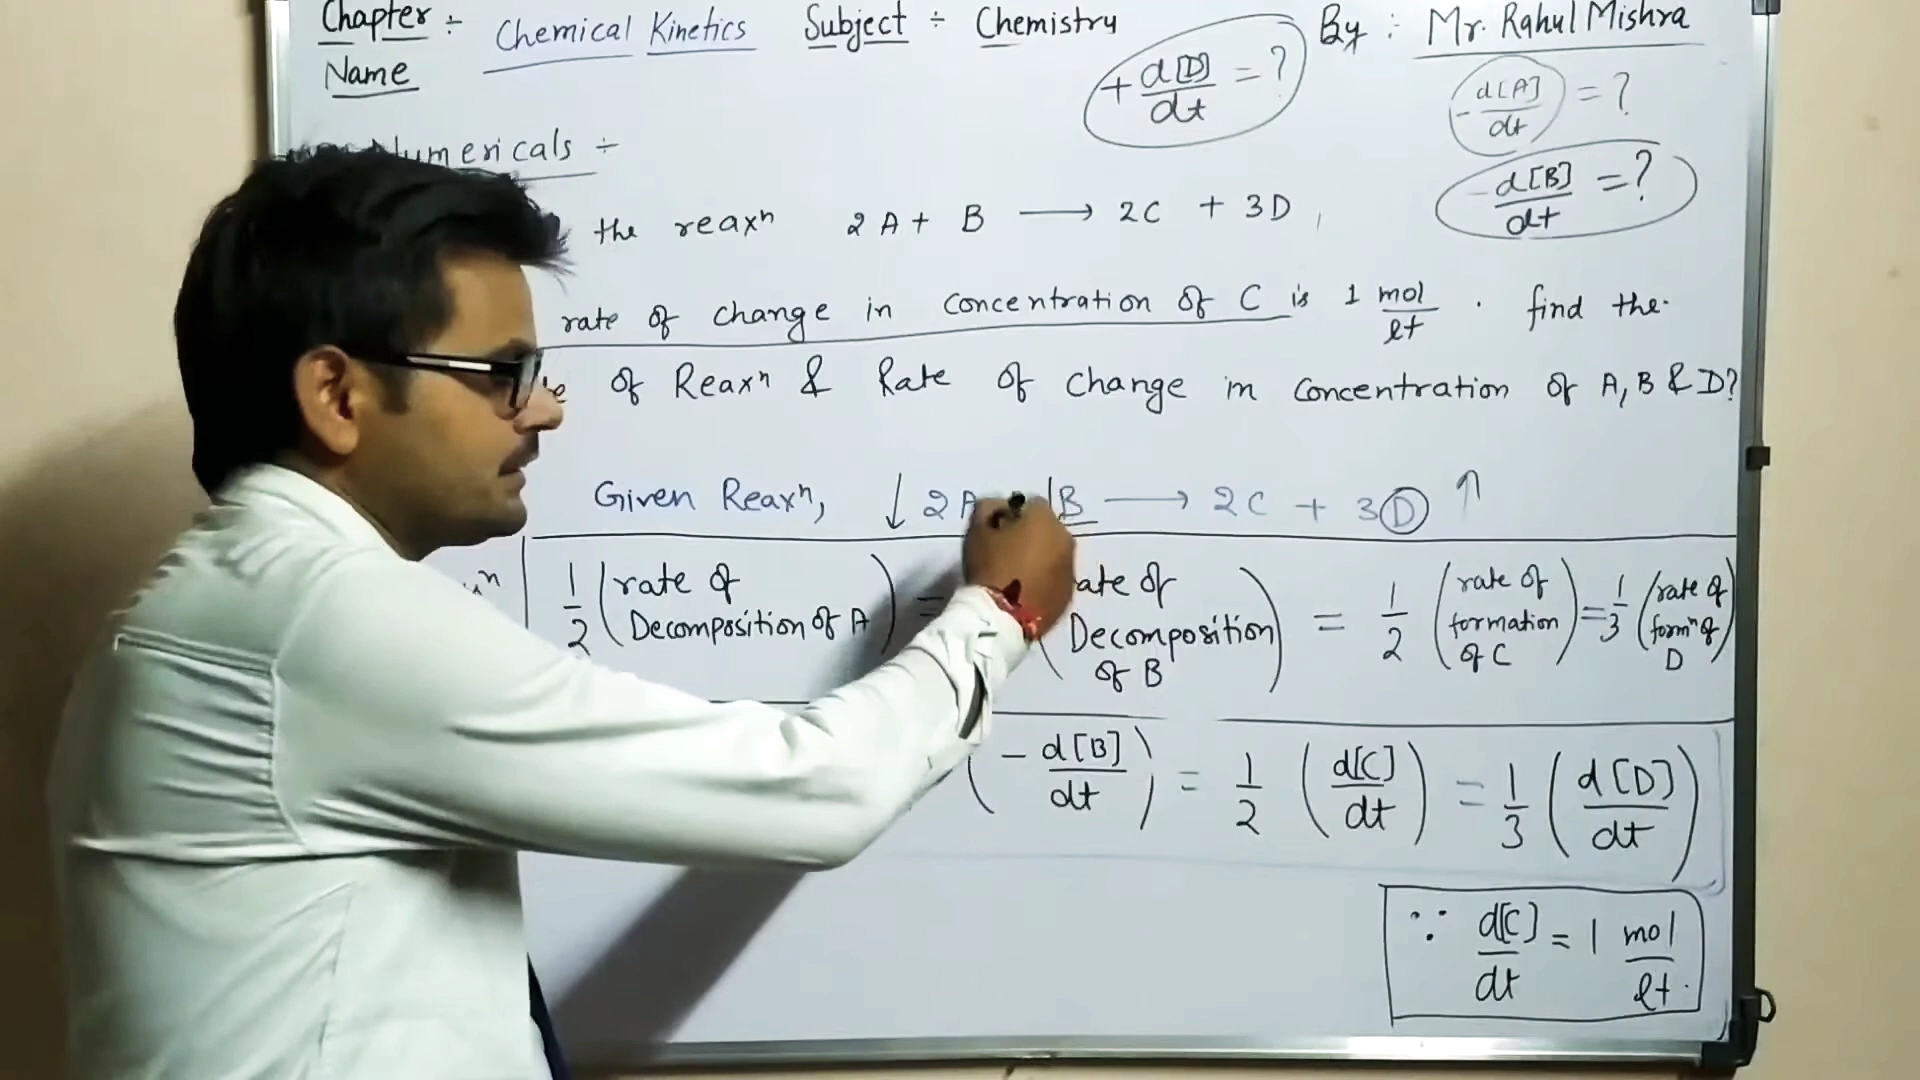 Chapter ÷ Chemical Kinetics Subject ÷ Chemistry By : Mr. Rahul Mishra
Name
+ d[D]/dt = ?
- d[A]/dt = ?
- d[B]/dt = ?
Numericals ÷
the reaxⁿ 2A + B ⟶ 2C + 3D,
rate of change in concentration of C is 1 mol/lt . find the
of Reaxⁿ & Rate of change in concentration of A, B & D?
Given Reaxⁿ, ↓ 2A B ⟶ 2C + 3D ↑
1/2 (rate of Decomposition of A) = (rate of Decomposition of B) = 1/2 (rate of formation of C) = 1/3 (rate of formⁿ of D)
(- d[B]/dt) = 1/2 (d[C]/dt) = 1/3 (d[D]/dt)
∵ d[C]/dt = 1 mol/lt.